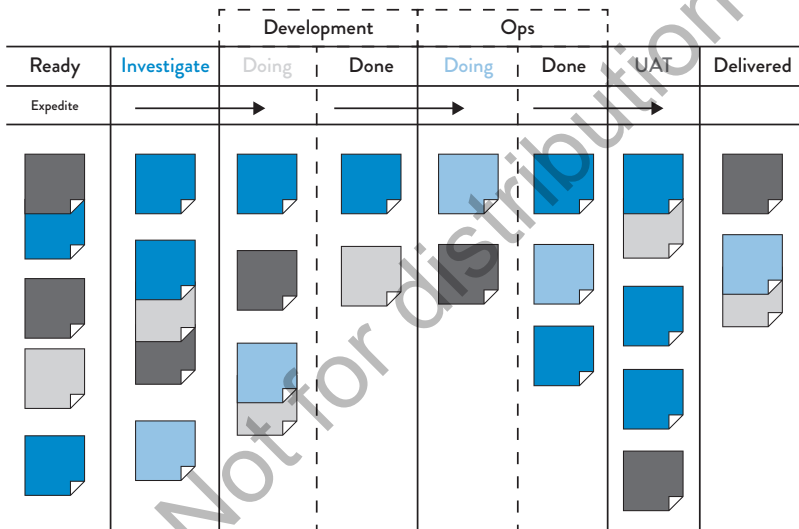 Development Ops
Ready Investigate Doing Done Doing Done UAT Delivered
Expedite
Not for distribution